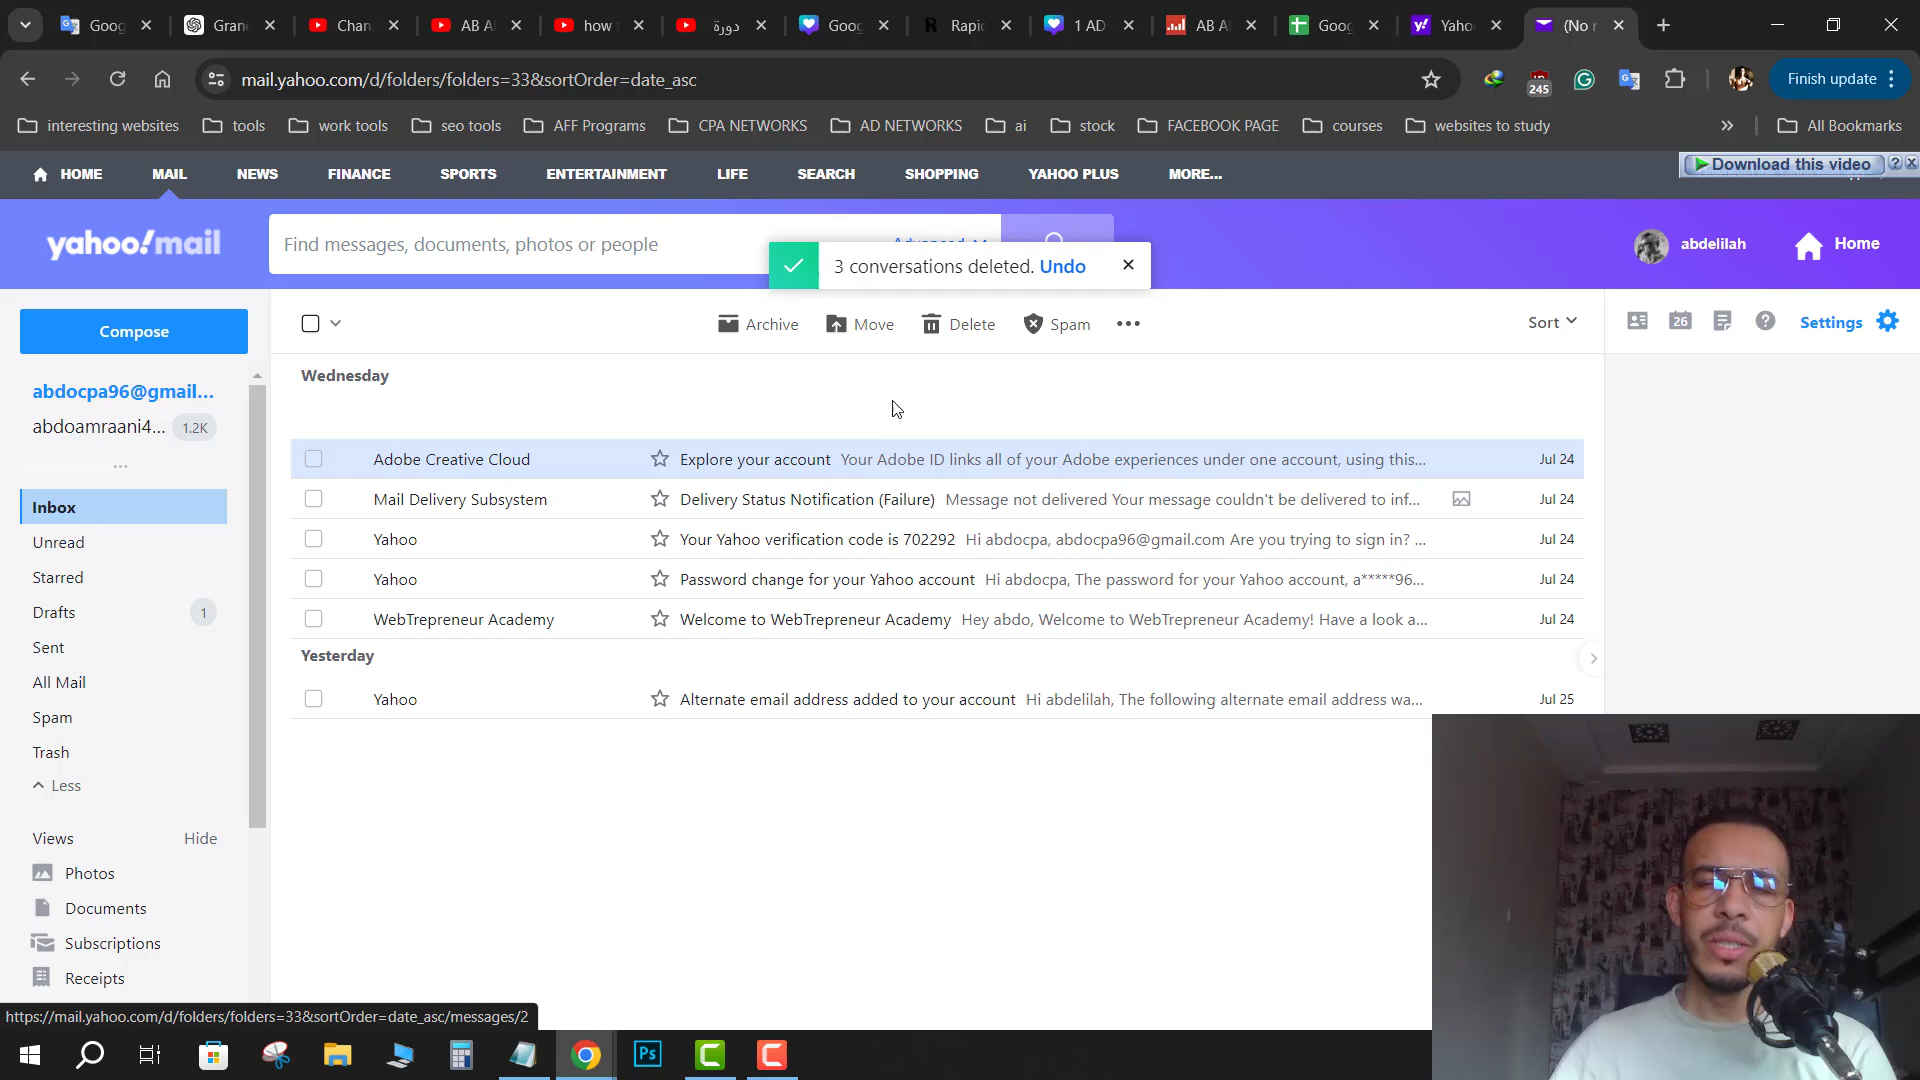 Goog
Gran
Chan
AB A
how
دورة
Goog
Rapid
1 AD
AB A
Goog
Yaho
(No r
mail.yahoo.com/d/folders/folders=33&sortOrder=date_asc
245
Finish update
interesting websites
tools
work tools
seo tools
AFF Programs
CPA NETWORKS
AD NETWORKS
ai
stock
FACEBOOK PAGE
courses
websites to study
All Bookmarks
HOME
MAIL
NEWS
FINANCE
SPORTS
ENTERTAINMENT
LIFE
SEARCH
SHOPPING
YAHOO PLUS
MORE...
Download this video
yahoo!mail
Find messages, documents, photos or people
Advanced
3 conversations deleted. Undo
abdelilah
Home
Compose
Archive
Move
Delete
Spam
Sort
26
Settings
abdocpa96@gmail...
abdoamraani4... 1.2K
Inbox
Unread
Starred
Drafts 1
Sent
All Mail
Spam
Trash
Less
Views Hide
Photos
Documents
Subscriptions
Receipts
Wednesday
Adobe Creative Cloud Explore your account Your Adobe ID links all of your Adobe experiences under one account, using this... Jul 24
Mail Delivery Subsystem Delivery Status Notification (Failure) Message not delivered Your message couldn't be delivered to inf... Jul 24
Yahoo Your Yahoo verification code is 702292 Hi abdocpa, abdocpa96@gmail.com Are you trying to sign in? ... Jul 24
Yahoo Password change for your Yahoo account Hi abdocpa, The password for your Yahoo account, a*****96... Jul 24
WebTrepreneur Academy Welcome to WebTrepreneur Academy Hey abdo, Welcome to WebTrepreneur Academy! Have a look a... Jul 24
Yesterday
Yahoo Alternate email address added to your account Hi abdelilah, The following alternate email address wa... Jul 25
https://mail.yahoo.com/d/folders/folders=33&sortOrder=date_asc/messages/2
Ps